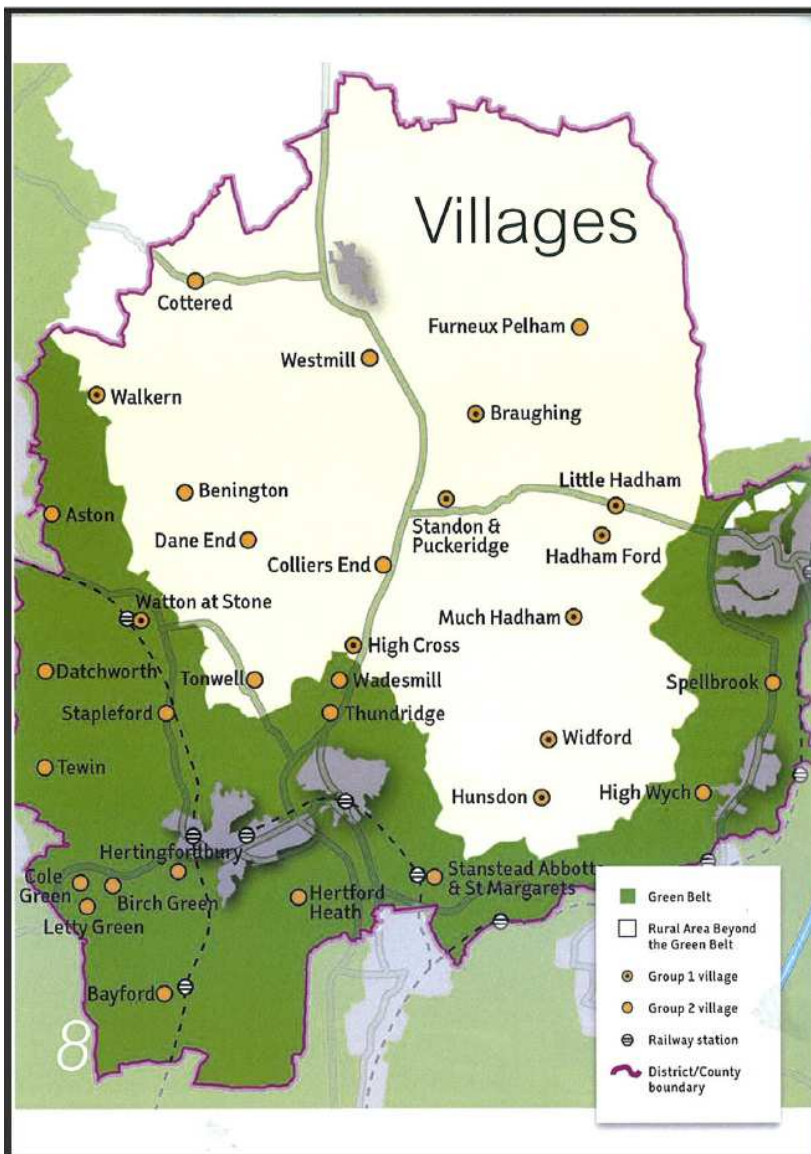 Villages
Cottered
Furneux Pelham
Westmill
Walkern
Braughing
Little Hadham
Benington
Standon &
Puckeridge
Aston
Dane End
Hadham Ford
Colliers End
Watton at Stone
Much Hadham
High Cross
Datchworth
Tonwell
Wadesmill
Spellbrook
Stapleford
Thundridge
Widford
Tewin
Hunsdon
High Wych
Hertingfordbury
Cole
Green
Birch Green
Stanstead Abbotts
& St Margarets
Hertford
Heath
Letty Green
Bayford
8
Green Belt
Rural Area Beyond
the Green Belt
Group 1 village
Group 2 village
Railway station
District/County
boundary